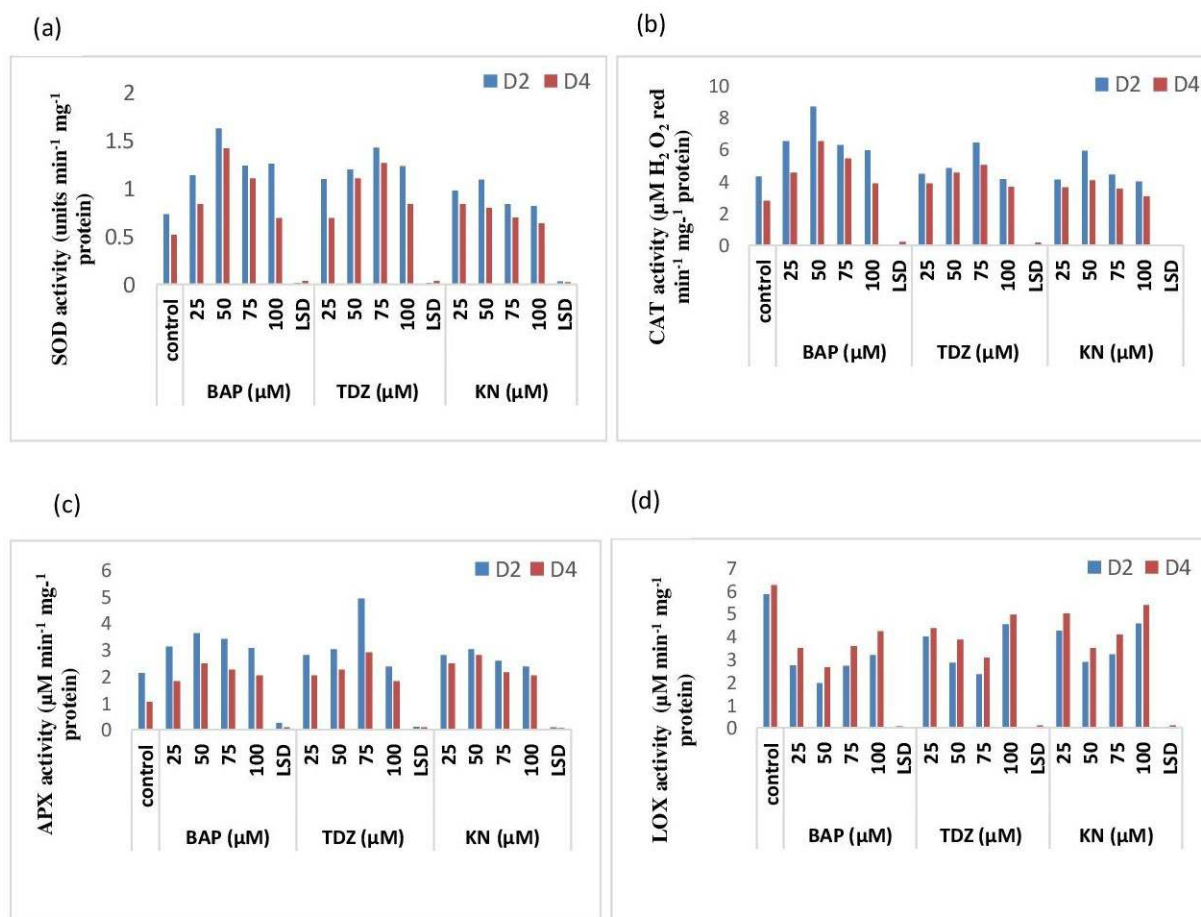 (a)
D2 D4
SOD activity (units min⁻¹ mg⁻¹
protein)
2
1.5
1
0.5
0
control 25 50 75 100 LSD 25 50 75 100 LSD 25 50 75 100 LSD
BAP (µM) TDZ (µM) KN (µM)
(b)
D2 D4
CAT activity (µM H₂ O₂ red
min⁻¹ mg-¹ protein)
10
8
6
4
2
0
control 25 50 75 100 LSD 25 50 75 100 LSD 25 50 75 100 LSD
BAP (µM) TDZ (µM) KN (µM)
(c)
D2 D4
APX activity (µM min⁻¹ mg-¹
protein)
6
5
4
3
2
1
0
control 25 50 75 100 LSD 25 50 75 100 LSD 25 50 75 100 LSD
BAP (µM) TDZ (µM) KN (µM)
(d)
D2 D4
LOX activity (µM min⁻¹ mg⁻¹
protein)
7
6
5
4
3
2
1
0
control 25 50 75 100 LSD 25 50 75 100 LSD 25 50 75 100 LSD
BAP (µM) TDZ (µM) KN (µM)